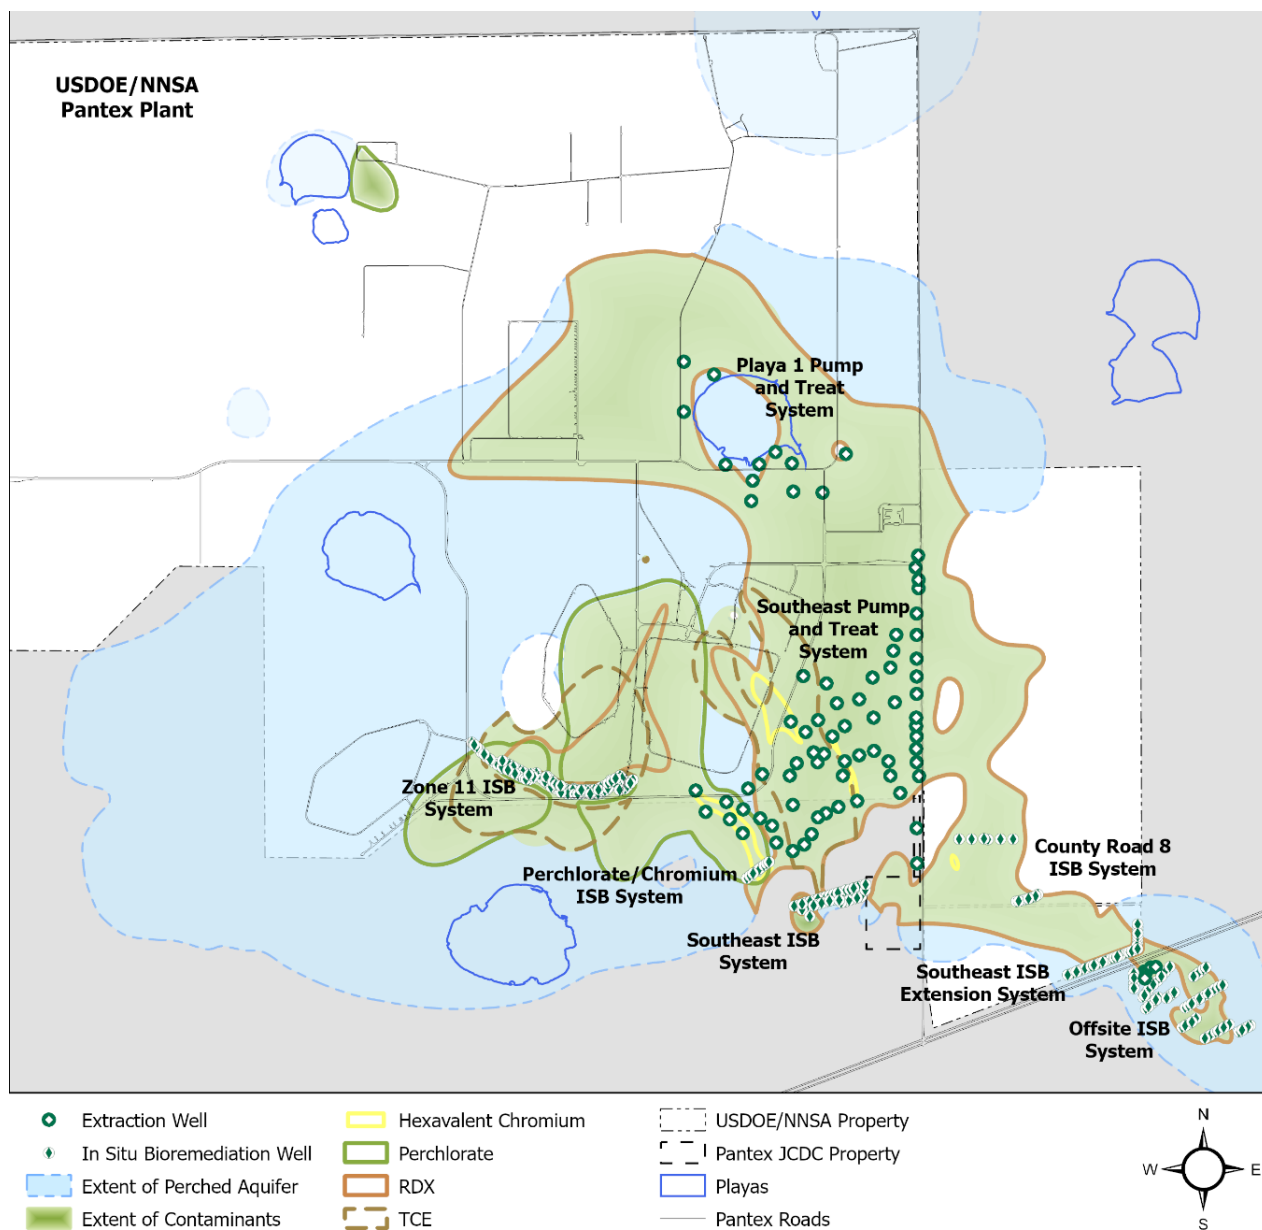 USDOE/NNSA
Pantex Plant
Playa 1 Pump
and Treat
System
Southeast Pump
and Treat
System
Zone 11 ISB
System
Perchlorate/Chromium
ISB System
County Road 8
ISB System
Southeast ISB
System
Southeast ISB
Extension System
Offsite ISB
System
Extraction Well
In Situ Bioremediation Well
Extent of Perched Aquifer
Extent of Contaminants
Hexavalent Chromium
Perchlorate
RDX
TCE
USDOE/NNSA Property
Pantex JCDC Property
Playas
Pantex Roads
N
W
E
S